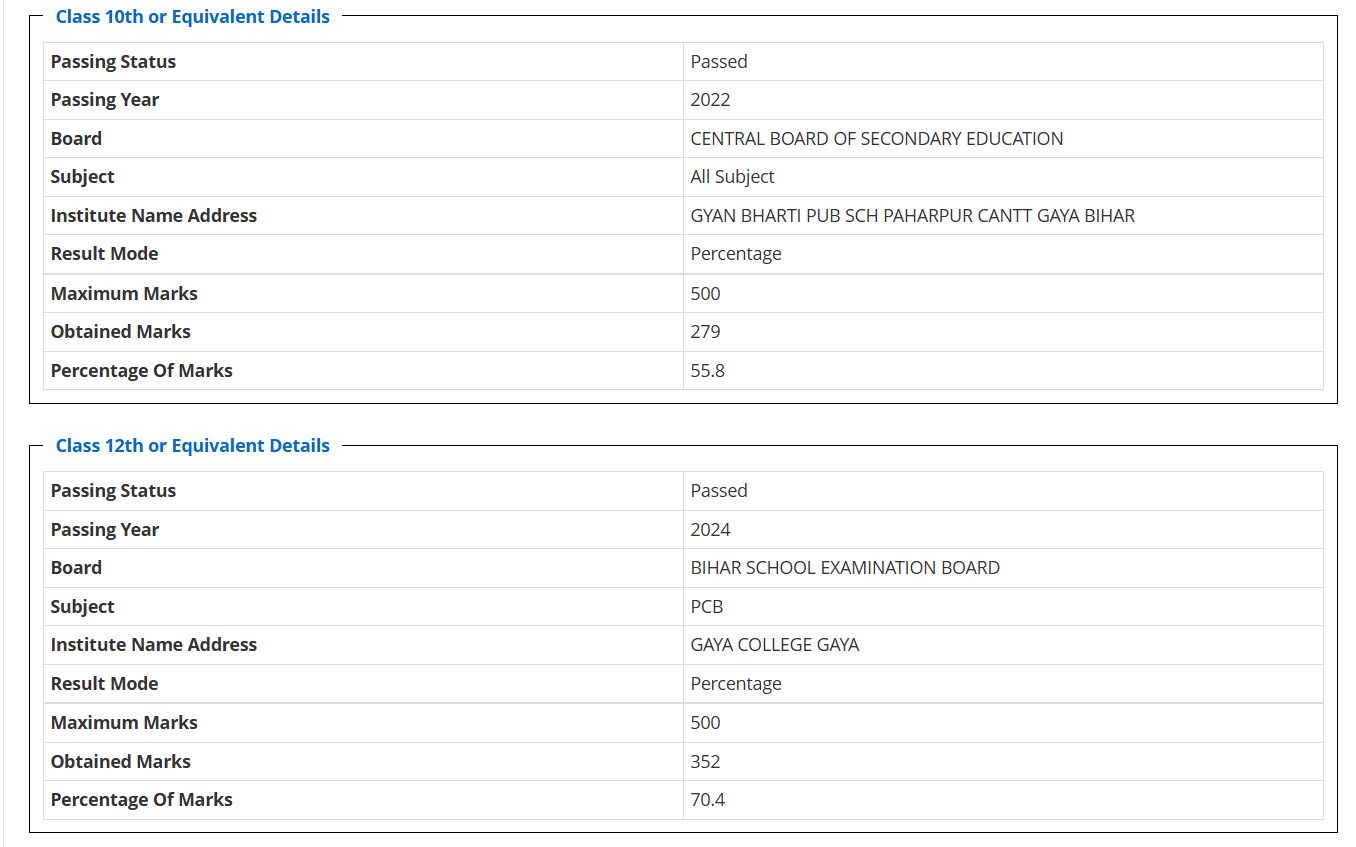 Class 10th or Equivalent Details
Passing Status Passed
Passing Year 2022
Board CENTRAL BOARD OF SECONDARY EDUCATION
Subject All Subject
Institute Name Address GYAN BHARTI PUB SCH PAHARPUR CANTT GAYA BIHAR
Result Mode Percentage
Maximum Marks 500
Obtained Marks 279
Percentage Of Marks 55.8
Class 12th or Equivalent Details
Passing Status Passed
Passing Year 2024
Board BIHAR SCHOOL EXAMINATION BOARD
Subject PCB
Institute Name Address GAYA COLLEGE GAYA
Result Mode Percentage
Maximum Marks 500
Obtained Marks 352
Percentage Of Marks 70.4